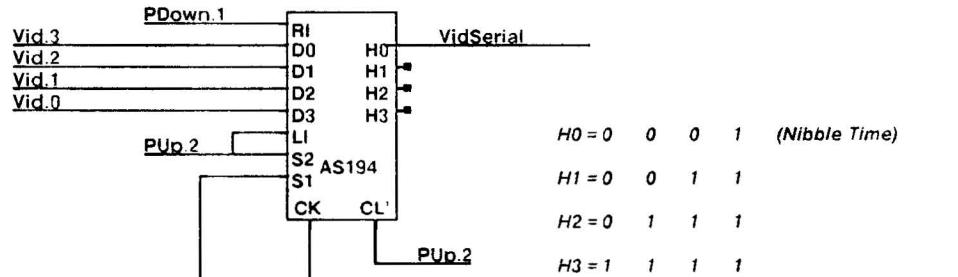 PDown.1
RI
Vid.3 D0 H0 VidSerial
Vid.2 D1 H1
Vid.1 D2 H2
Vid.0 D3 H3
LI
PUp.2 S2 AS194
S1
CK CL'
PUp.2
H0 = 0 0 0 1 (Nibble Time)
H1 = 0 0 1 1
H2 = 0 1 1 1
H3 = 1 1 1 1